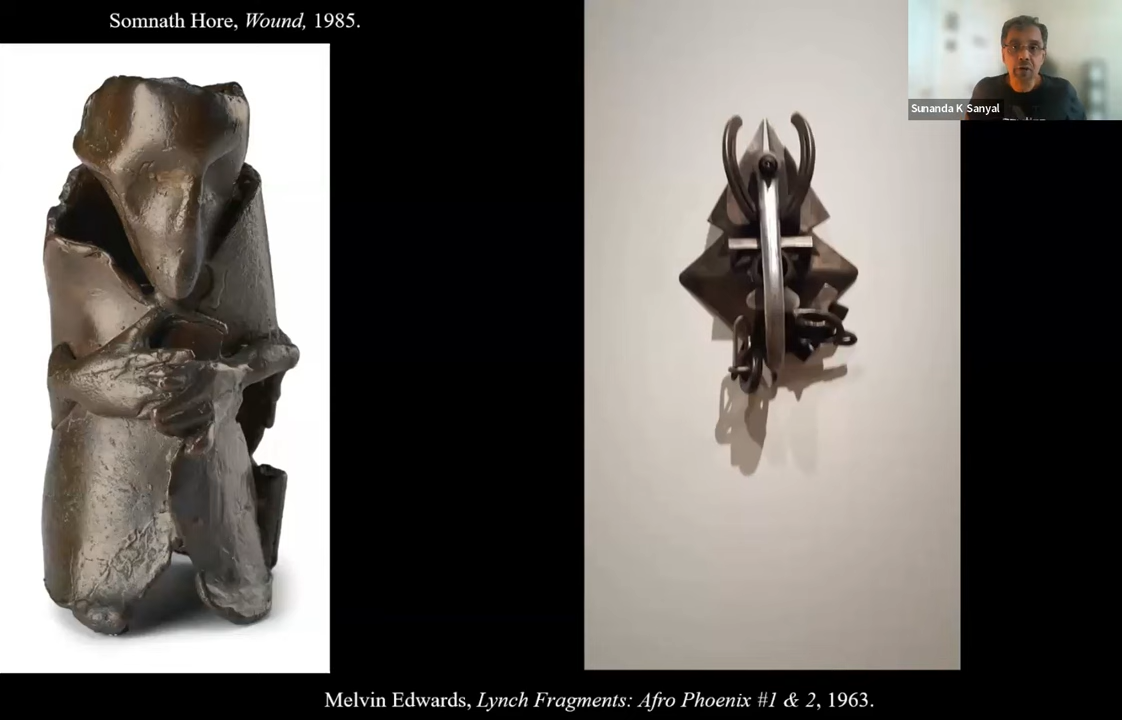 Somnath Hore, Wound, 1985.
Sunanda K Sanyal
Melvin Edwards, Lynch Fragments: Afro Phoenix #1 & 2, 1963.